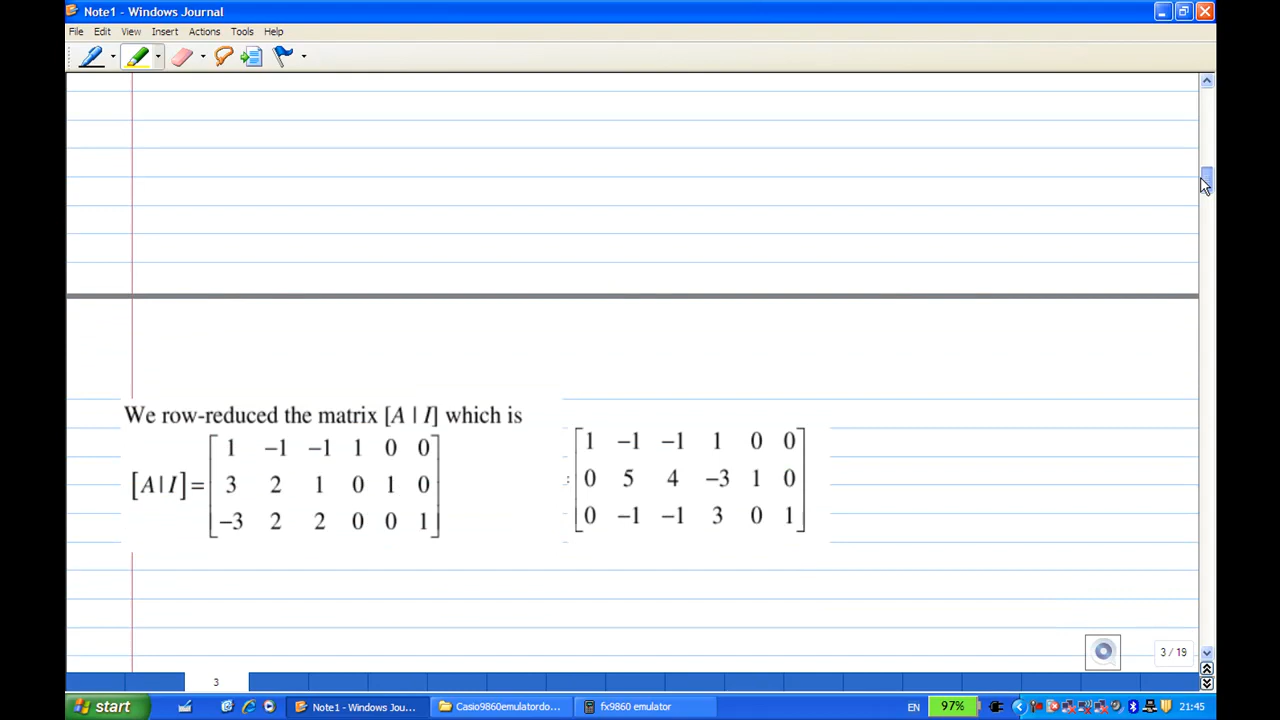 Note1 - Windows Journal
File Edit View Insert Actions Tools Help
We row-reduced the matrix [A | I] which is
[A | I] =
1 −1 −1 1 0 0
3 2 1 0 1 0
−3 2 2 0 0 1
:
1 −1 −1 1 0 0
0 5 4 −3 1 0
0 −1 −1 3 0 1
3 / 19
3
start Note1 - Windows Jou... Casio9860emulatordo... fx9860 emulator EN 97% 21:45